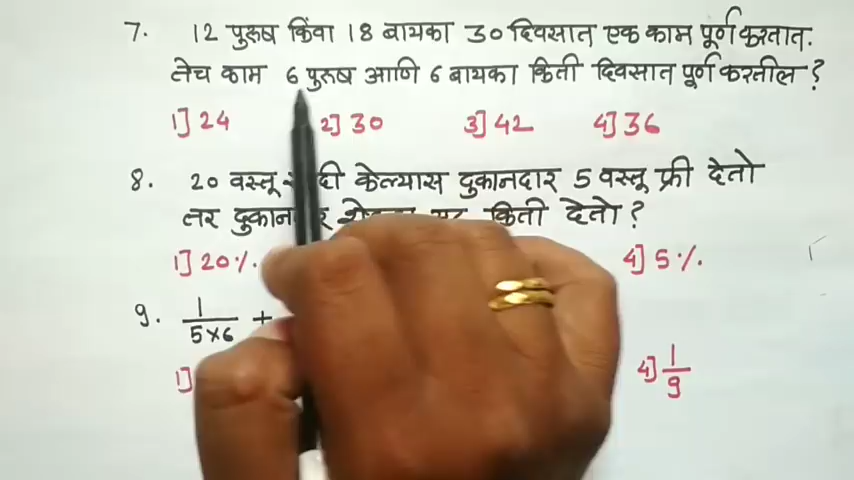 7. 12 पुरुष किंवा 18 बायका 30 दिवसात एक काम पूर्ण करतात.
तेच काम 6 पुरुष आणि 6 बायका किती दिवसात पूर्ण करतील ?
1] 24 2] 30 3] 42 4] 36
8. 20 वस्तू केल्यास दुकानदार 5 वस्तू फ्री देतो
तर किती देतो ?
1] 20 %. 4] 5 %.
9. 1/5×6 +
1] 4] 1/9